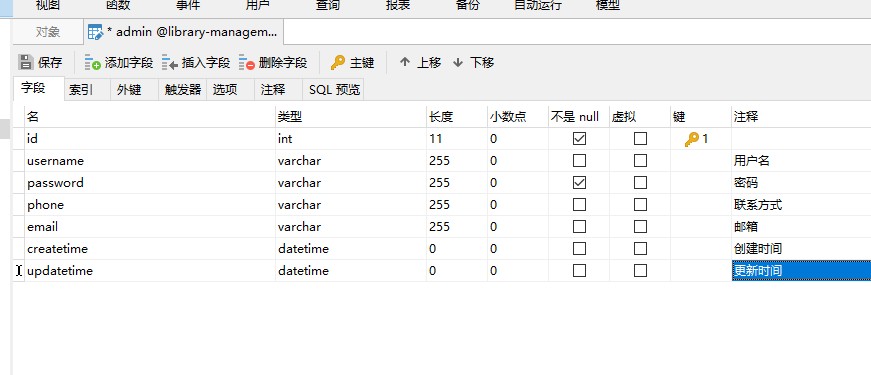 视图 函数 事件 用户 查询 报表 备份 自动运行 模型
对象 * admin @library-managem...
保存 添加字段 插入字段 删除字段 主键 上移 下移
字段 索引 外键 触发器 选项 注释 SQL 预览
名 类型 长度 小数点 不是 null 虚拟 键 注释
id int 11 0 1
username varchar 255 0 用户名
password varchar 255 0 密码
phone varchar 255 0 联系方式
email varchar 255 0 邮箱
createtime datetime 0 0 创建时间
updatetime datetime 0 0 更新时间